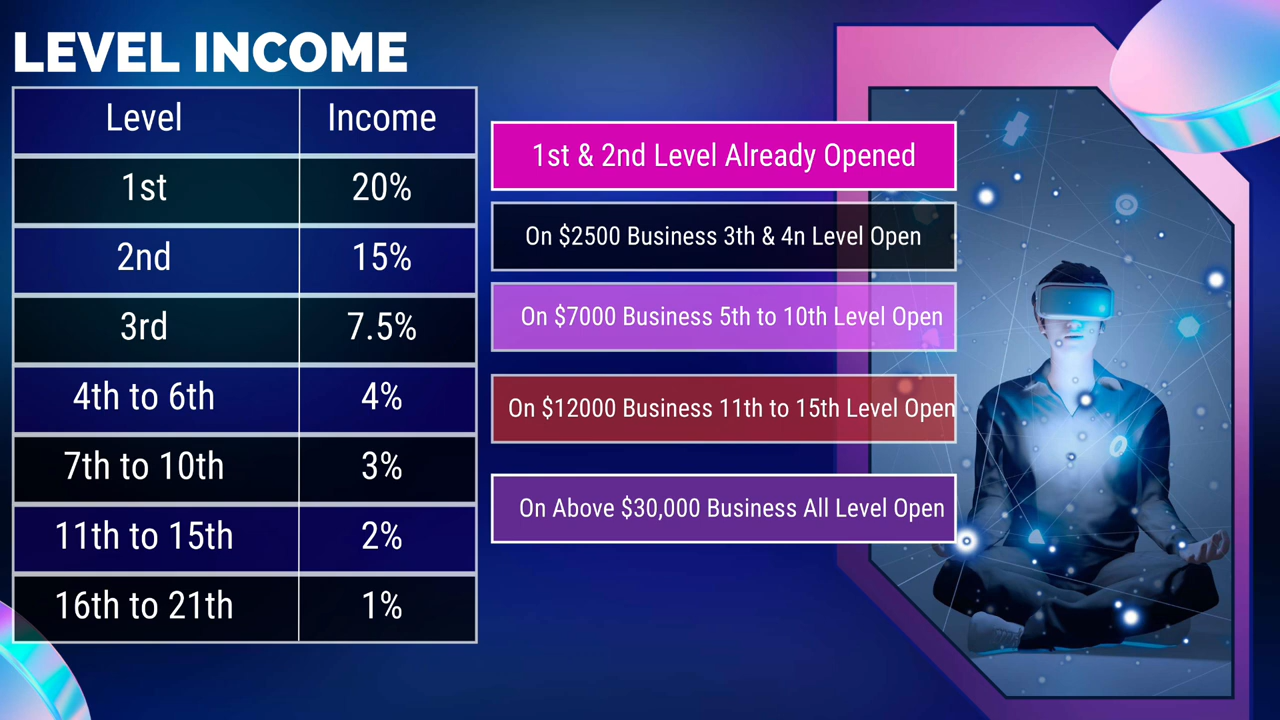 LEVEL INCOME
Level Income
1st 20%
2nd 15%
3rd 7.5%
4th to 6th 4%
7th to 10th 3%
11th to 15th 2%
16th to 21th 1%
1st & 2nd Level Already Opened
On $2500 Business 3th & 4n Level Open
On $7000 Business 5th to 10th Level Open
On $12000 Business 11th to 15th Level Open
On Above $30,000 Business All Level Open